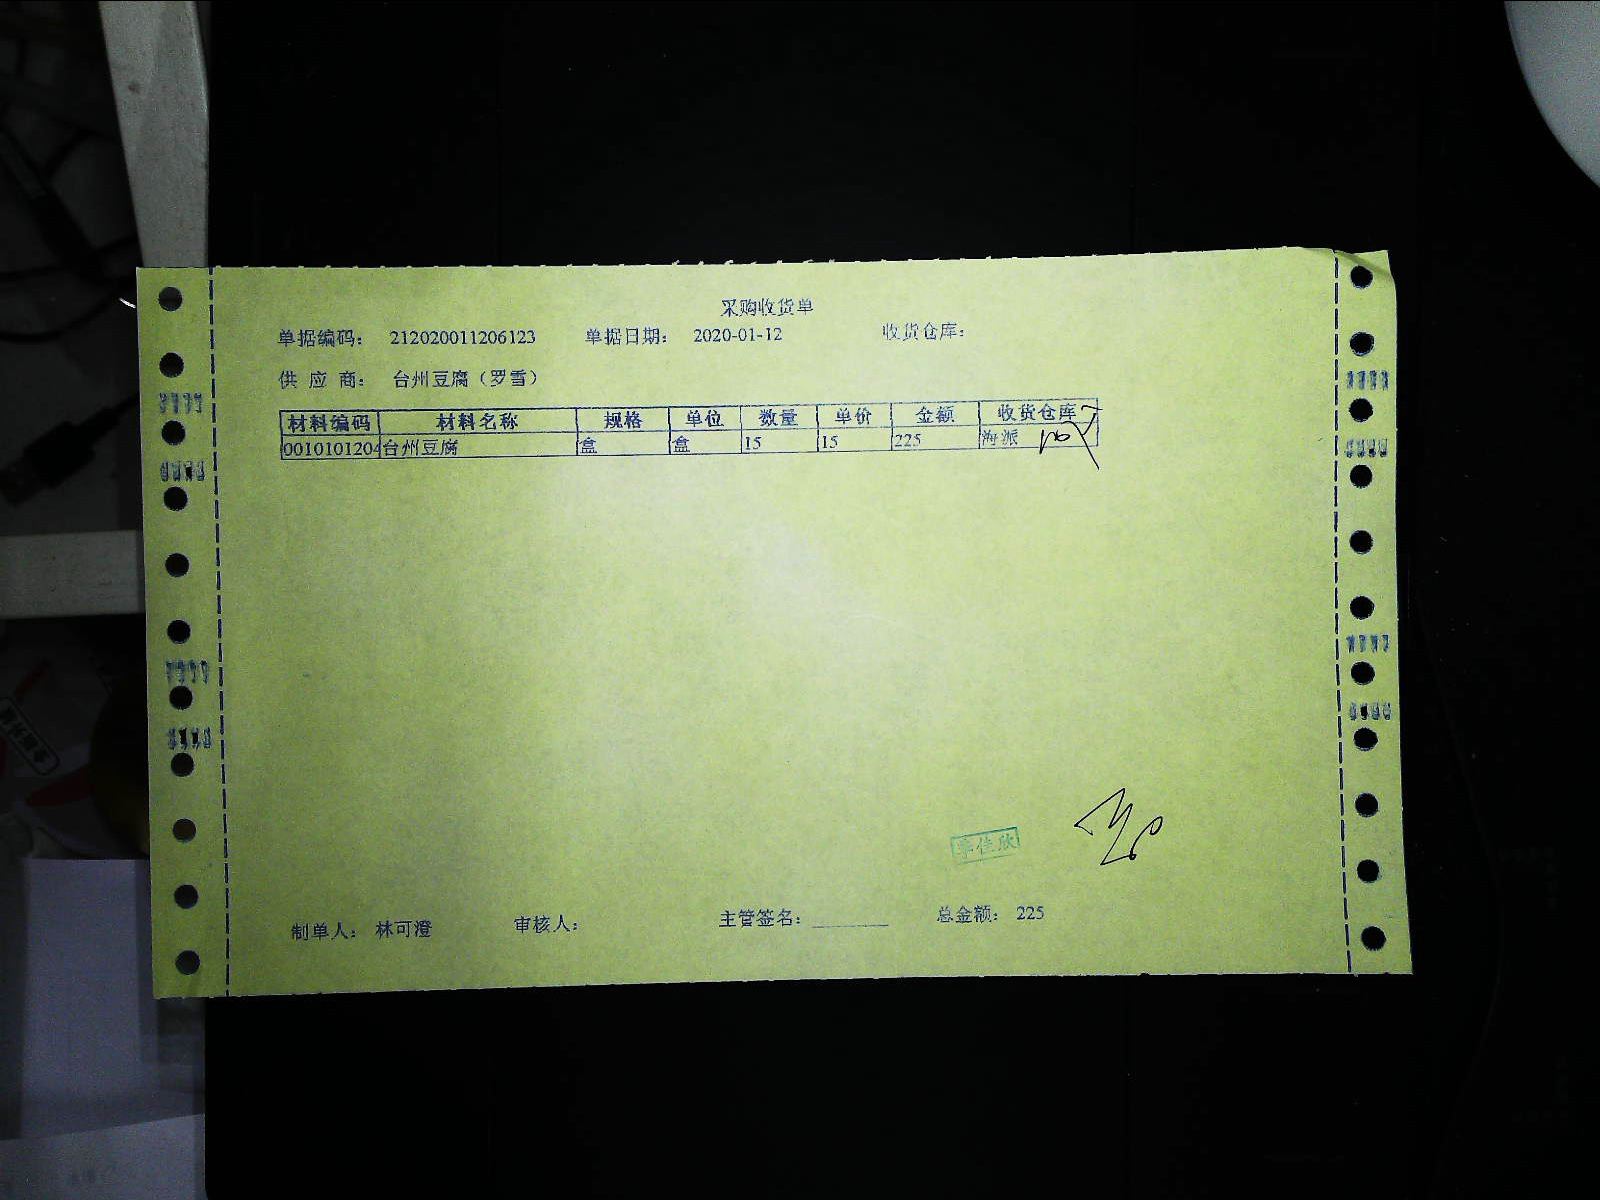 采购收货单
单据编码： 212020011206123 单据日期： 2020-01-12 收货仓库：
供 应 商： 台州豆腐（罗雪）
材料编码 材料名称 规格 单位 数量 单价 金额 收货仓库
0010101204 台州豆腐 盒 盒 15 15 225 海派
李佳欣
制单人： 林可澄 审核人： 主管签名：________ 总金额： 225